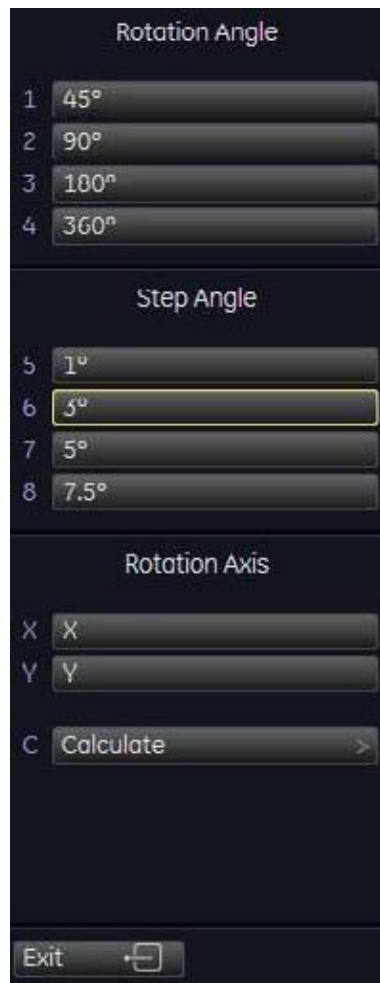 Rotation Angle
1 45°
2 90°
3 180°
4 360°
Step Angle
5 1°
6 3°
7 5°
8 7.5°
Rotation Axis
X X
Y Y
C Calculate >
Exit